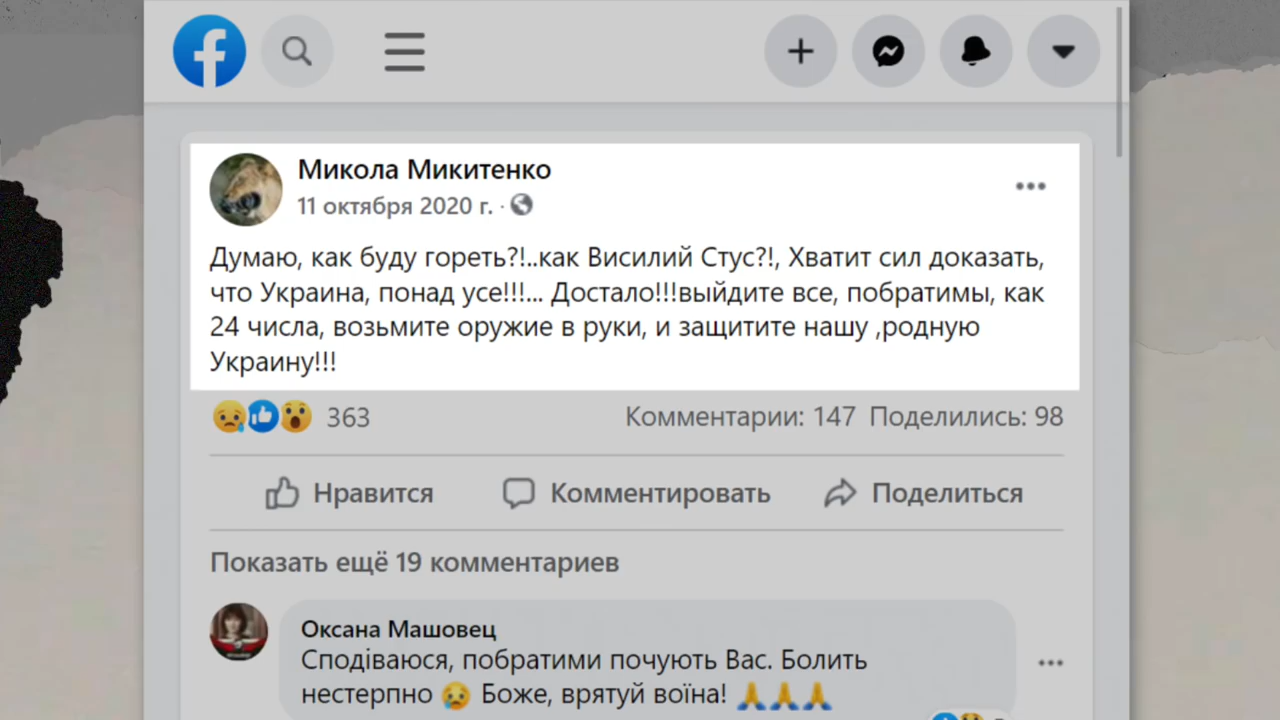 Микола Микитенко
11 октября 2020 г. ·
Думаю, как буду гореть?!..как Висилий Стус?!, Хватит сил доказать,
что Украина, понад усе!!!... Достало!!!выйдите все, побратимы, как
24 числа, возьмите оружие в руки, и защитите нашу ,родную
Украину!!!
363 Комментарии: 147 Поделились: 98
Нравится Комментировать Поделиться
Показать ещё 19 комментариев
Оксана Машовец
Сподіваюся, побратими почують Вас. Болить
нестерпно 😥 Боже, врятуй воїна! 🙏🙏🙏